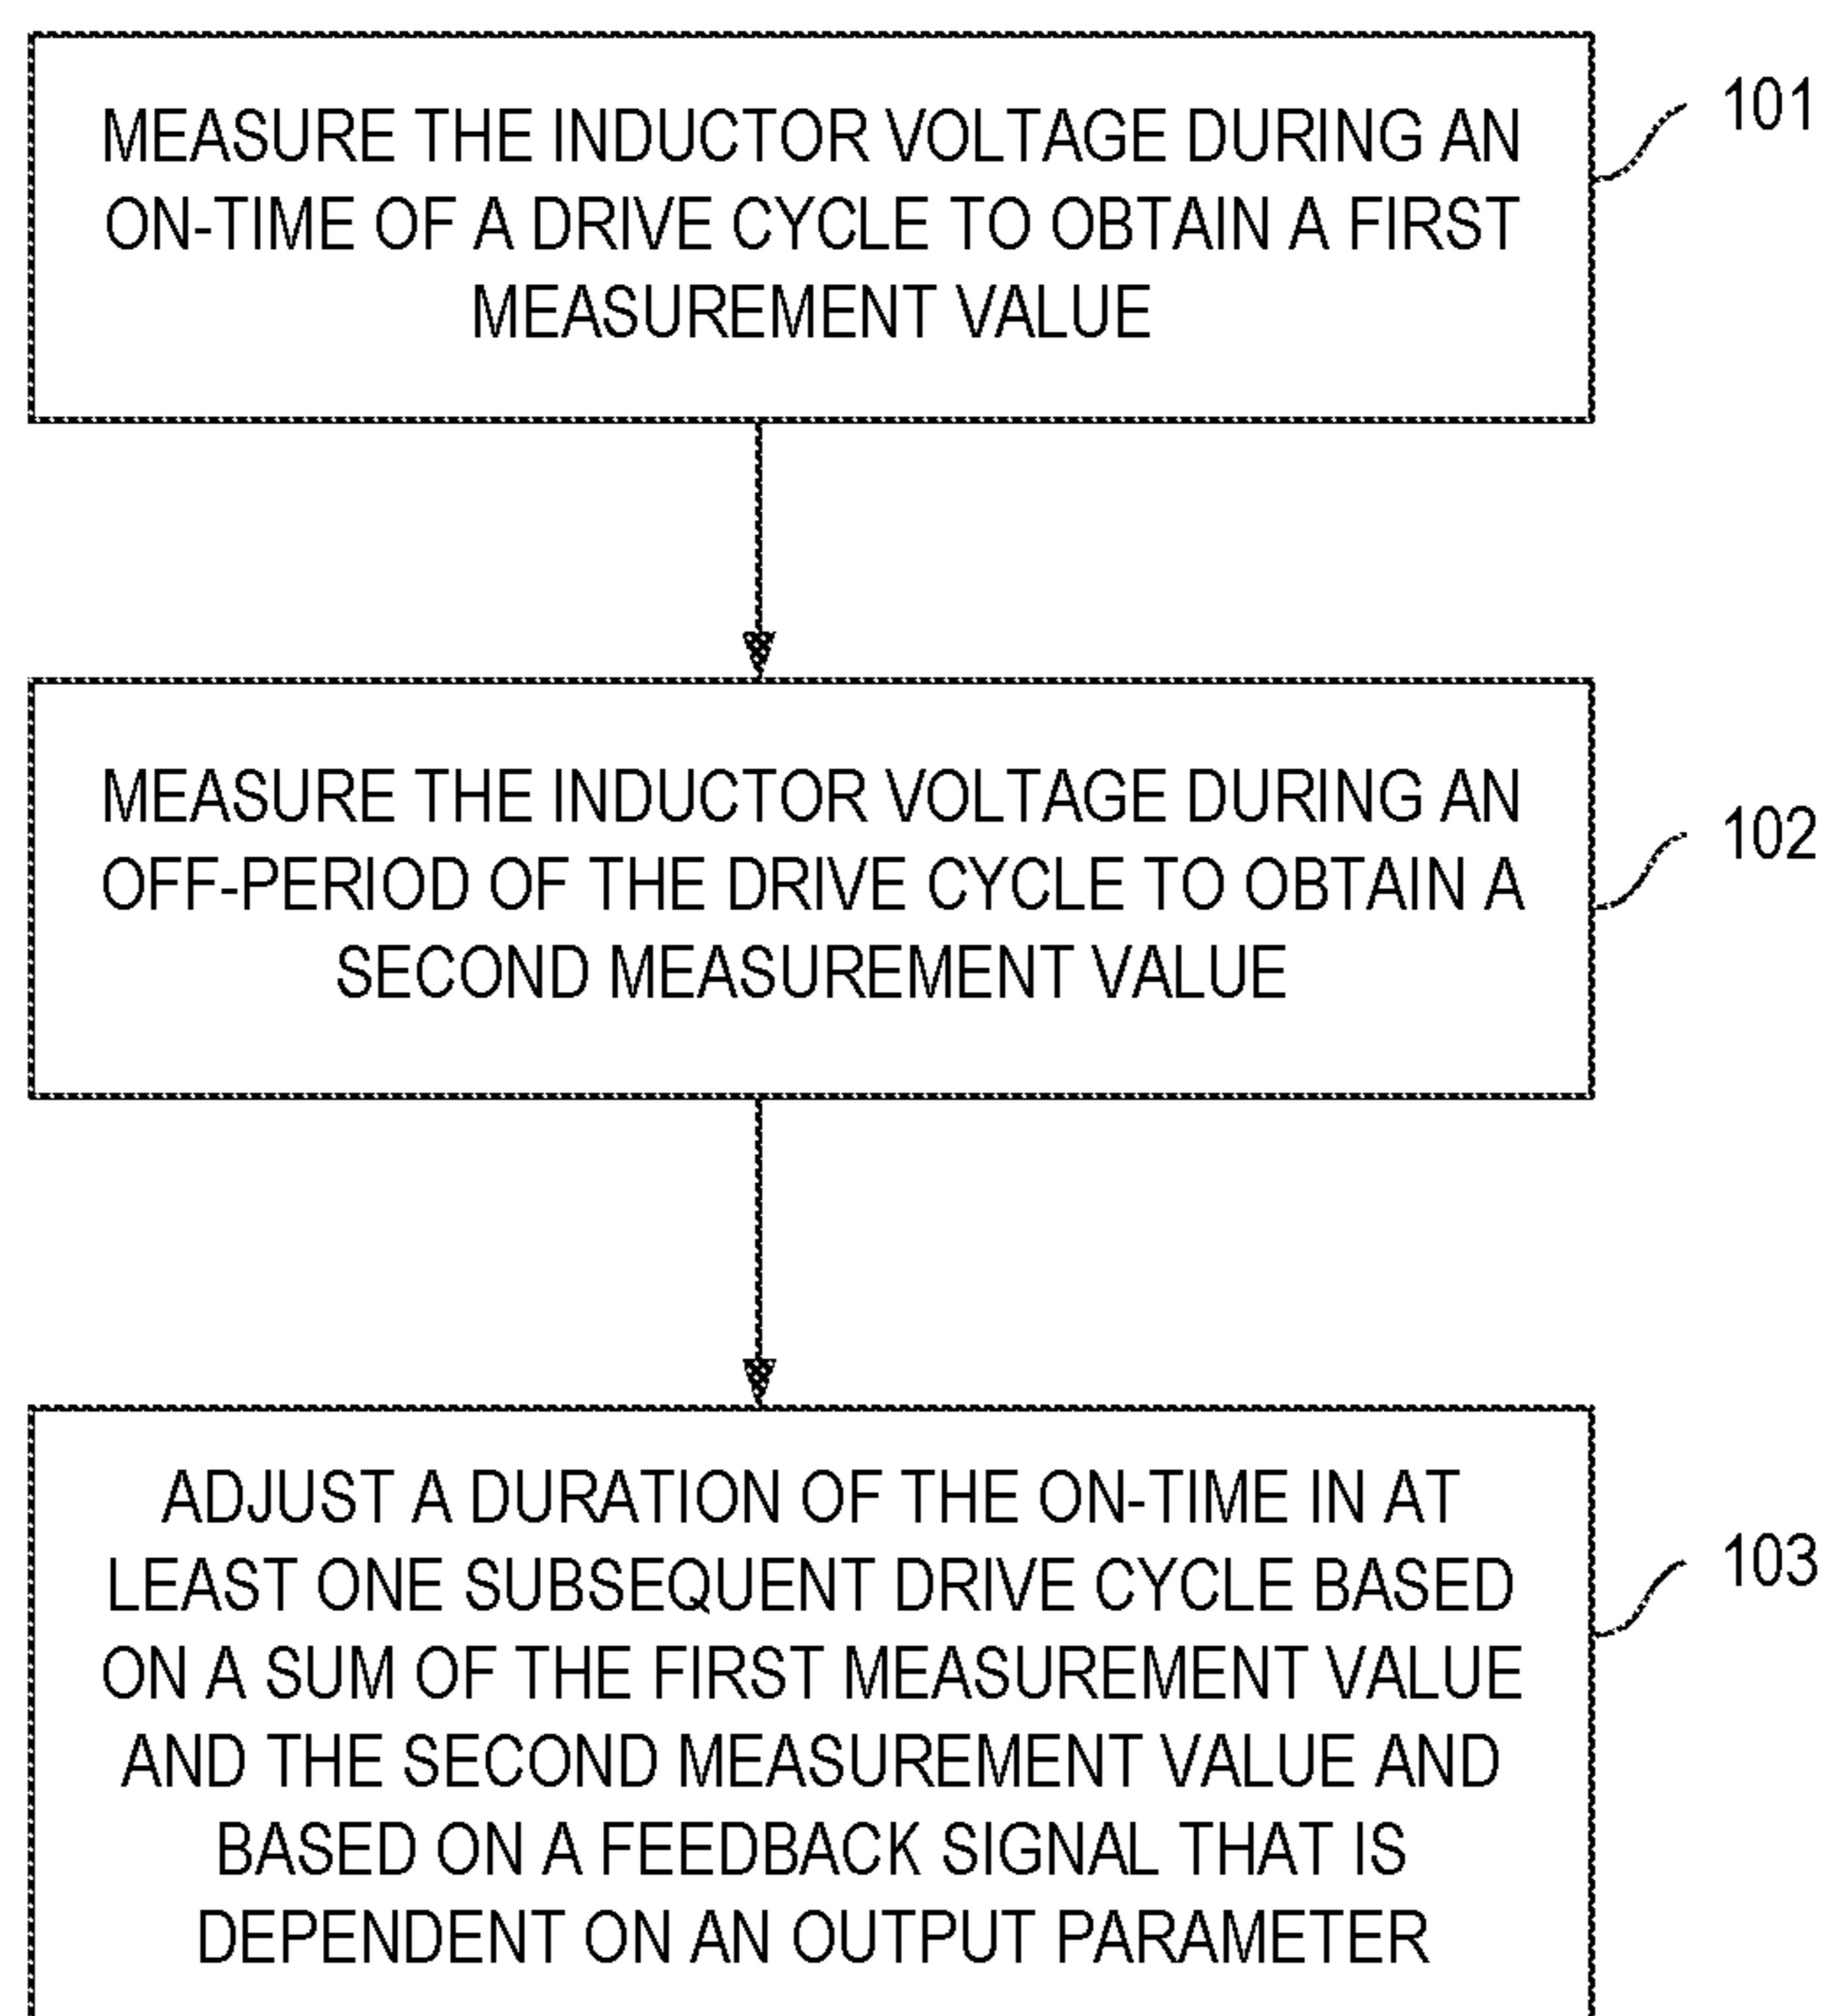 MEASURE THE INDUCTOR VOLTAGE DURING AN
ON-TIME OF A DRIVE CYCLE TO OBTAIN A FIRST
MEASUREMENT VALUE
101
MEASURE THE INDUCTOR VOLTAGE DURING AN
OFF-PERIOD OF THE DRIVE CYCLE TO OBTAIN A
SECOND MEASUREMENT VALUE
102
ADJUST A DURATION OF THE ON-TIME IN AT
LEAST ONE SUBSEQUENT DRIVE CYCLE BASED
ON A SUM OF THE FIRST MEASUREMENT VALUE
AND THE SECOND MEASUREMENT VALUE AND
BASED ON A FEEDBACK SIGNAL THAT IS
DEPENDENT ON AN OUTPUT PARAMETER
103